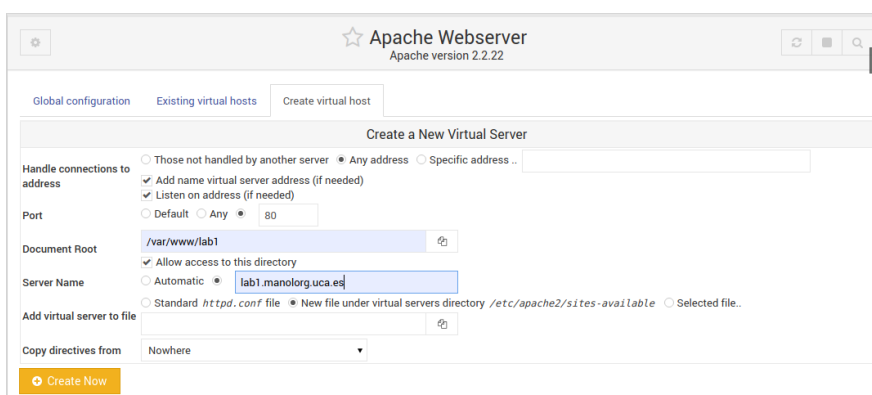 Apache Webserver
Apache version 2.2.22
Global configuration Existing virtual hosts Create virtual host
Create a New Virtual Server
Handle connections to address
Those not handled by another server Any address Specific address ..
Add name virtual server address (if needed)
Listen on address (if needed)
Port Default Any 80
Document Root /var/www/lab1
Allow access to this directory
Server Name Automatic lab1.manolorg.uca.es
Add virtual server to file Standard httpd.conf file New file under virtual servers directory /etc/apache2/sites-available Selected file..
Copy directives from Nowhere
Create Now